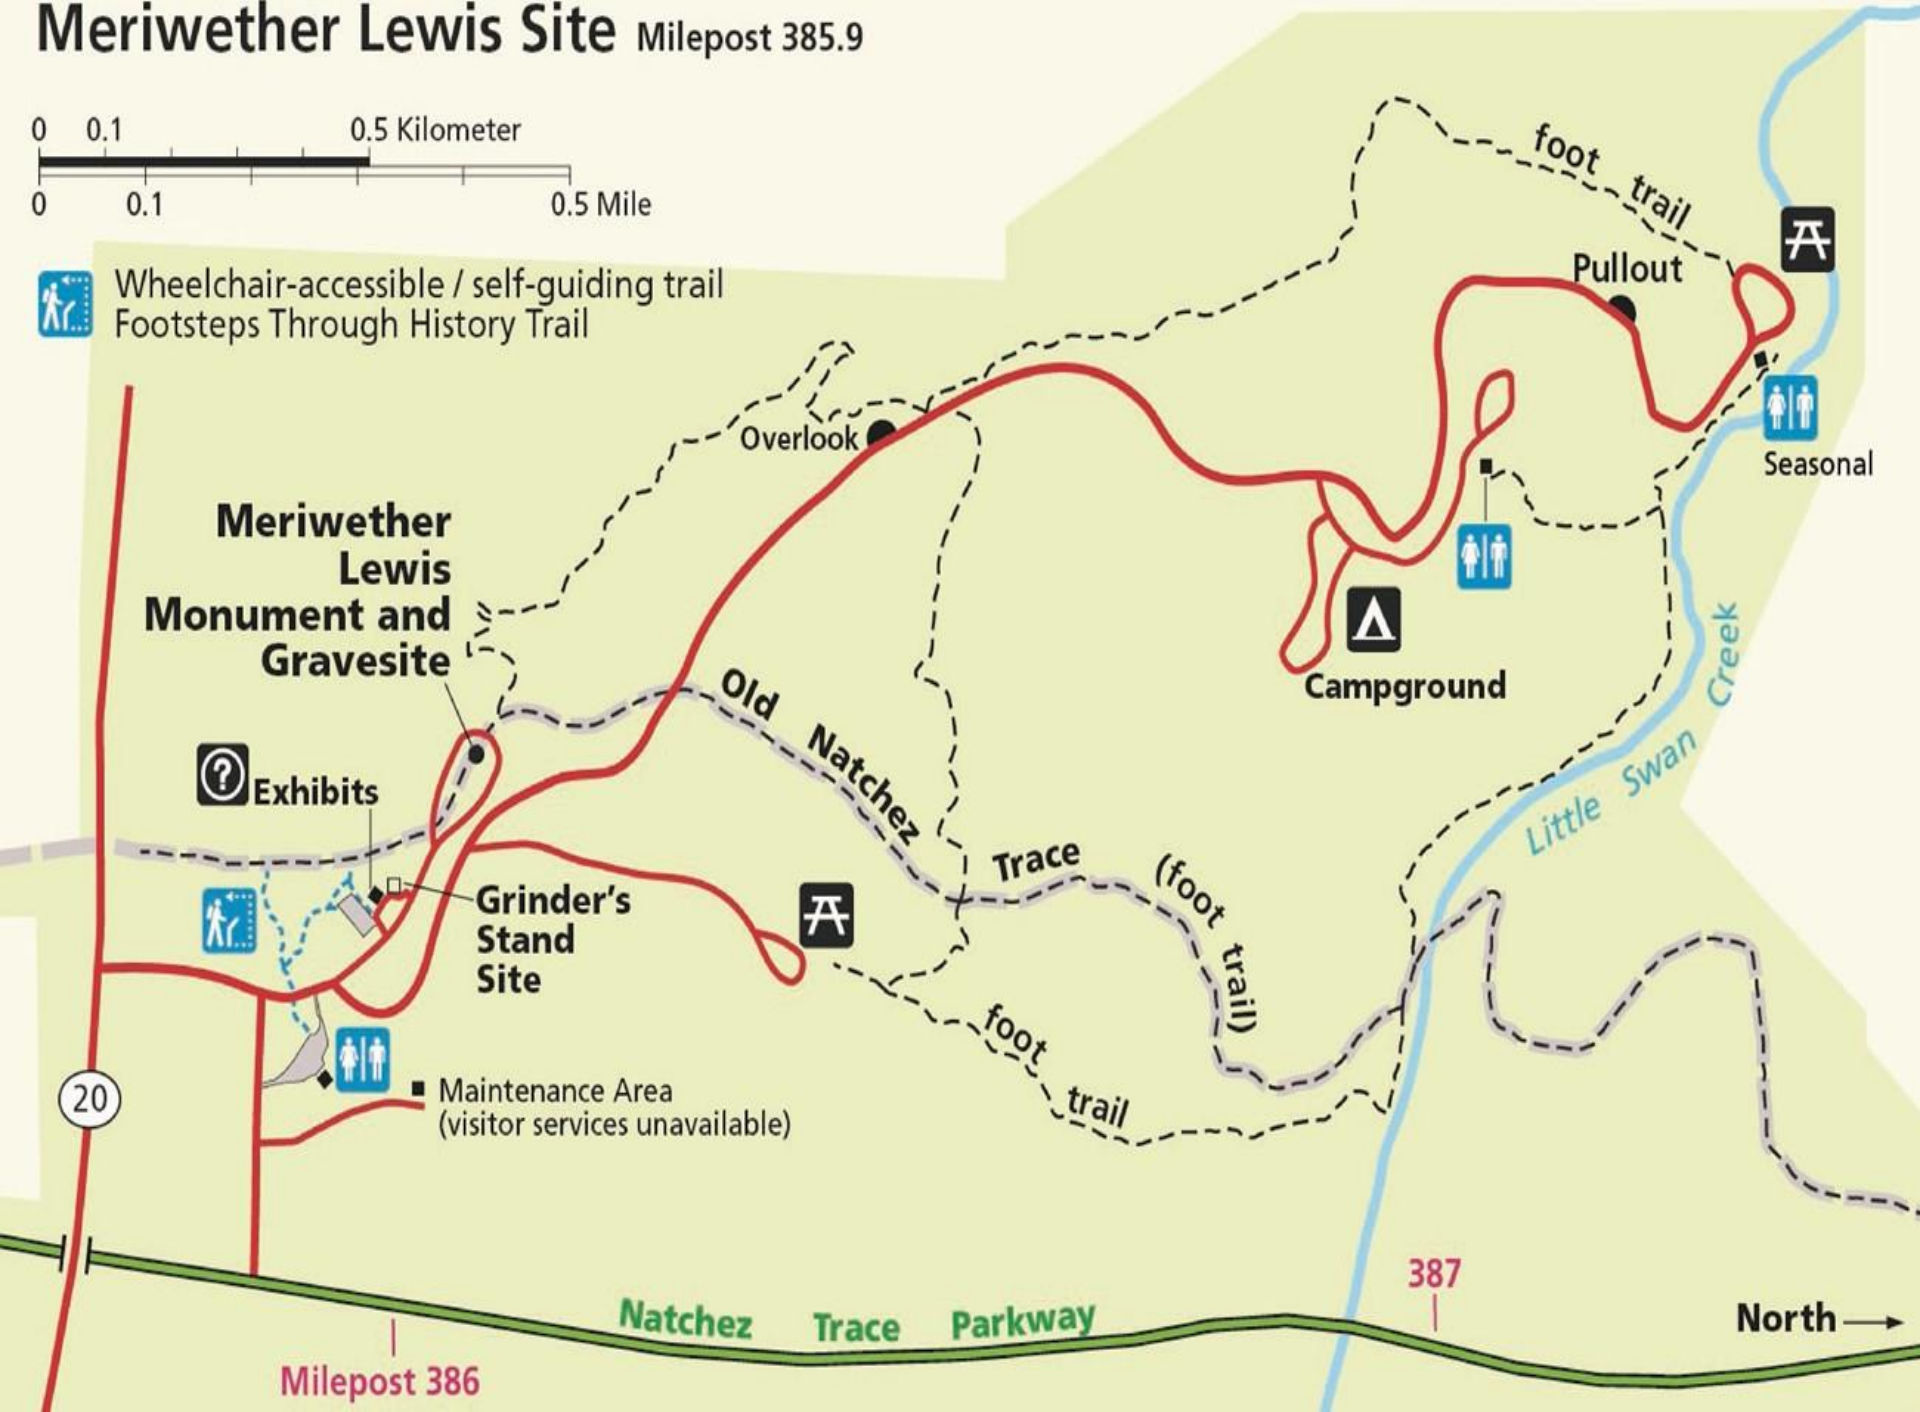 Meriwether Lewis Site Milepost 385.9
0 0.1 0.5 Kilometer
0 0.1 0.5 Mile
Wheelchair-accessible / self-guiding trail
Footsteps Through History Trail
foot trail
Pullout
Overlook
Seasonal
Meriwether
Lewis
Monument and
Gravesite
Campground
Old Natchez Trace (foot trail)
Little Swan Creek
?
Exhibits
Grinder's
Stand
Site
foot trail
20
Maintenance Area
(visitor services unavailable)
387
Natchez Trace Parkway
North
Milepost 386